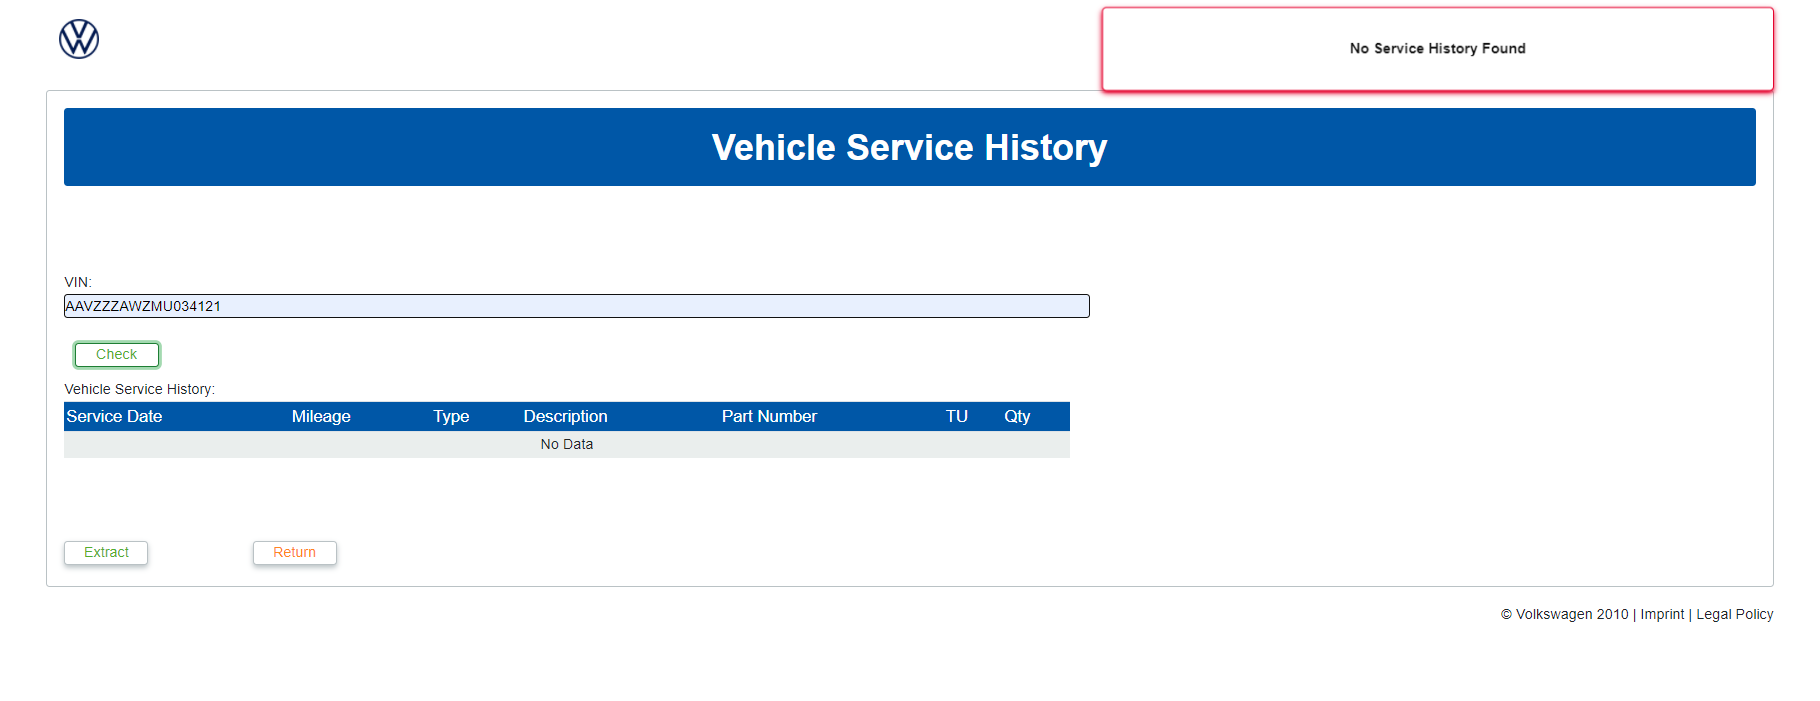 No Service History Found
Vehicle Service History
VIN:
AAVZZZAWZMU034121
Check
Vehicle Service History:
Service Date Mileage Type Description Part Number TU Qty
No Data
Extract Return
© Volkswagen 2010 | Imprint | Legal Policy